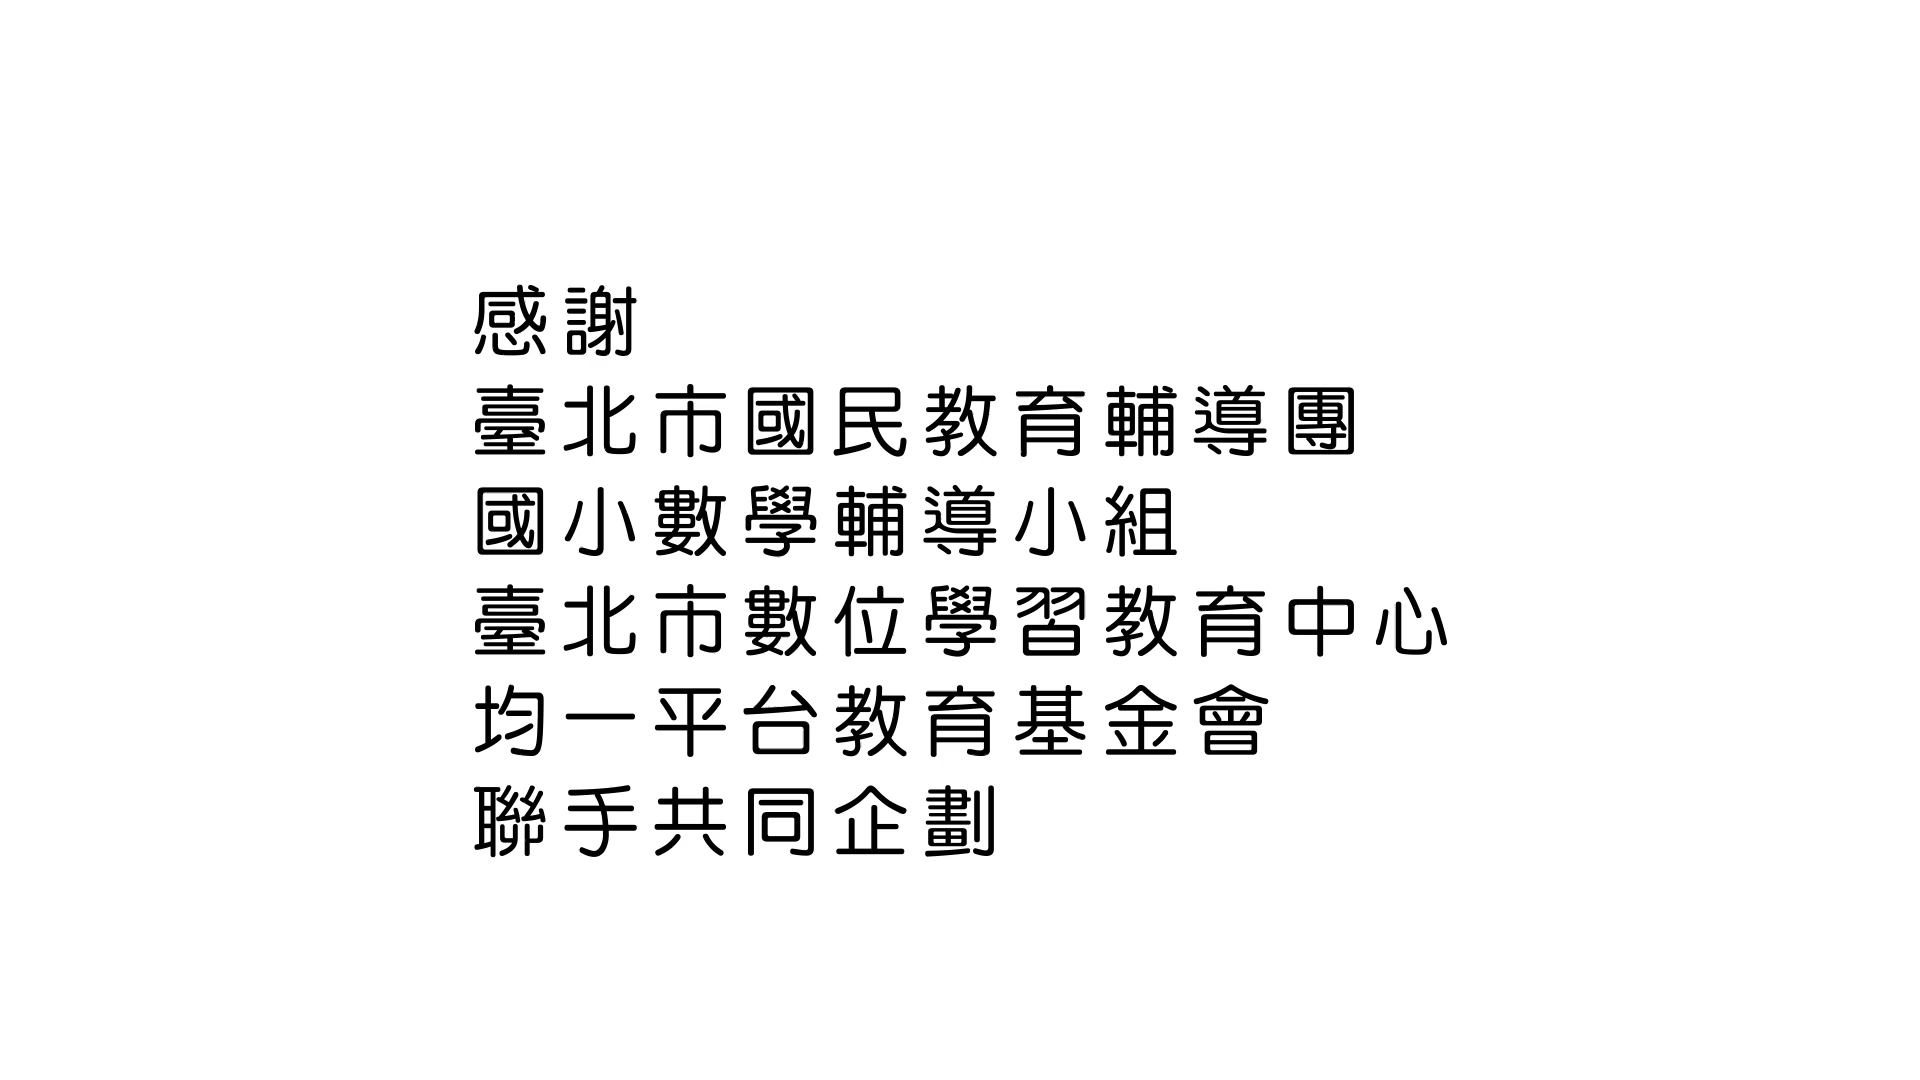 感謝
臺北市國民教育輔導團
國小數學輔導小組
臺北市數位學習教育中心
均一平台教育基金會
聯手共同企劃